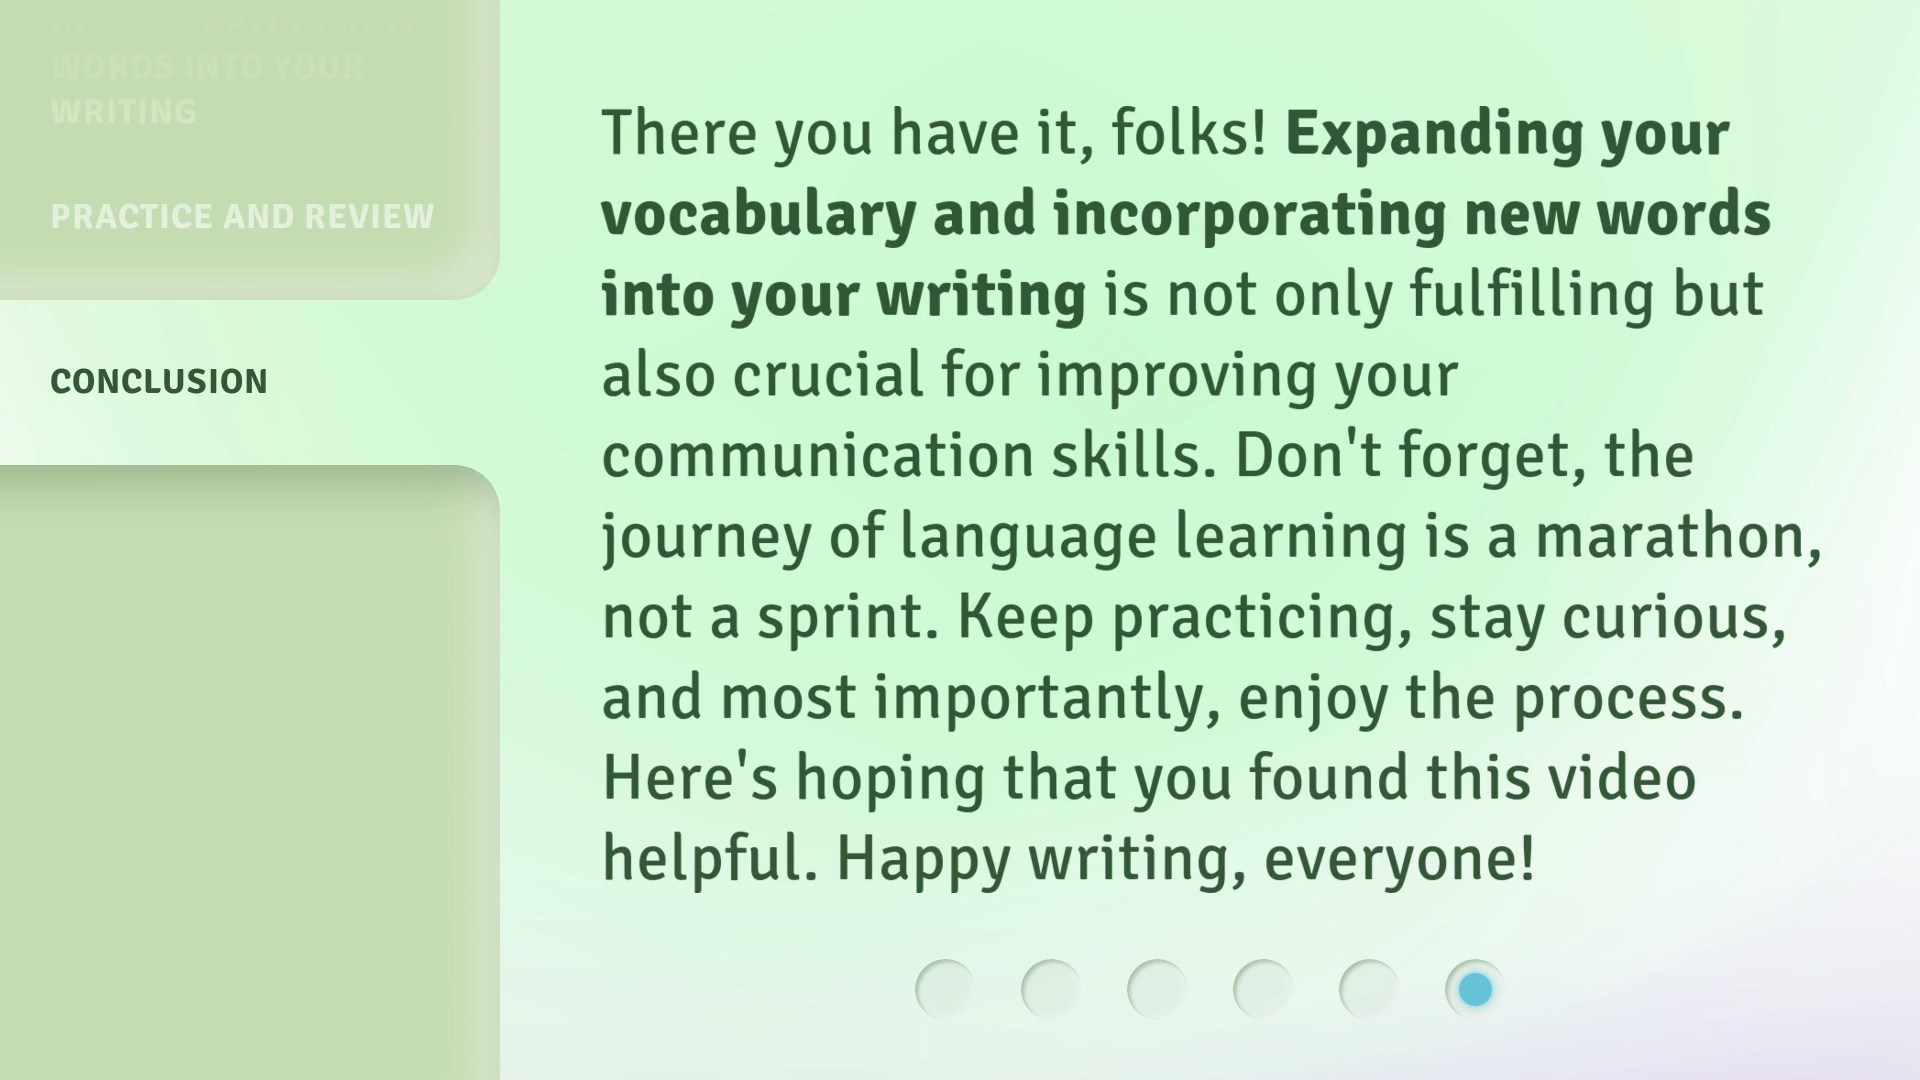 INCORPORATING NEW
WORDS INTO YOUR
WRITING
PRACTICE AND REVIEW
CONCLUSION
There you have it, folks! Expanding your
vocabulary and incorporating new words
into your writing is not only fulfilling but
also crucial for improving your
communication skills. Don't forget, the
journey of language learning is a marathon,
not a sprint. Keep practicing, stay curious,
and most importantly, enjoy the process.
Here's hoping that you found this video
helpful. Happy writing, everyone!